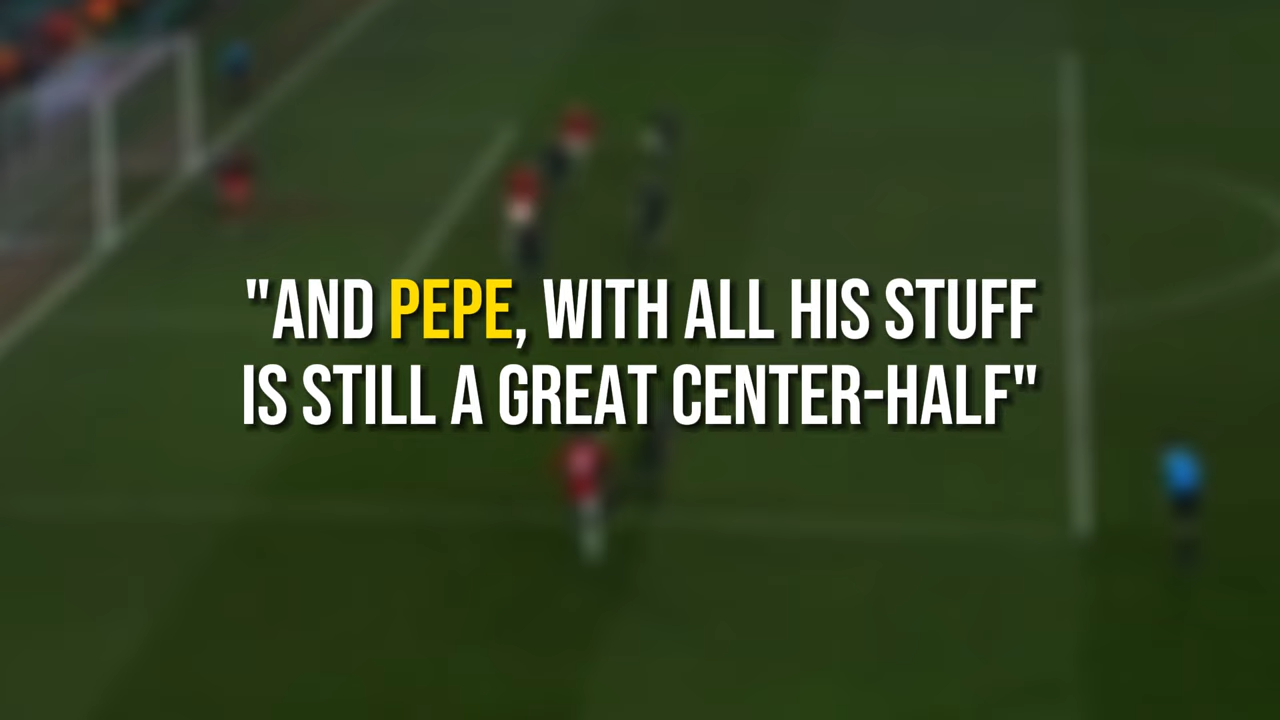 "AND PEPE, WITH ALL HIS STUFF
IS STILL A GREAT CENTER-HALF"